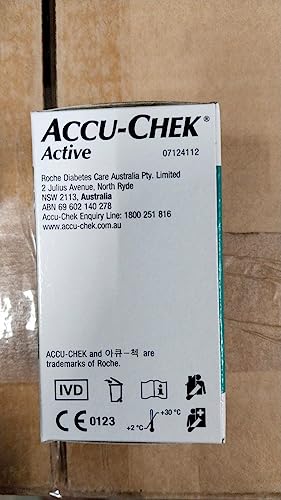 ACCU-CHEK®
Active
07124112
Roche Diabetes Care Australia Pty. Limited
2 Julius Avenue, North Ryde
NSW 2113, Australia
ABN 69 602 140 278
Accu-Chek Enquiry Line: 1800 251 816
www.accu-chek.com.au
ACCU-CHEK and 아큐-첵 are
trademarks of Roche.
IVD
CE 0123
+2 °C
+30 °C